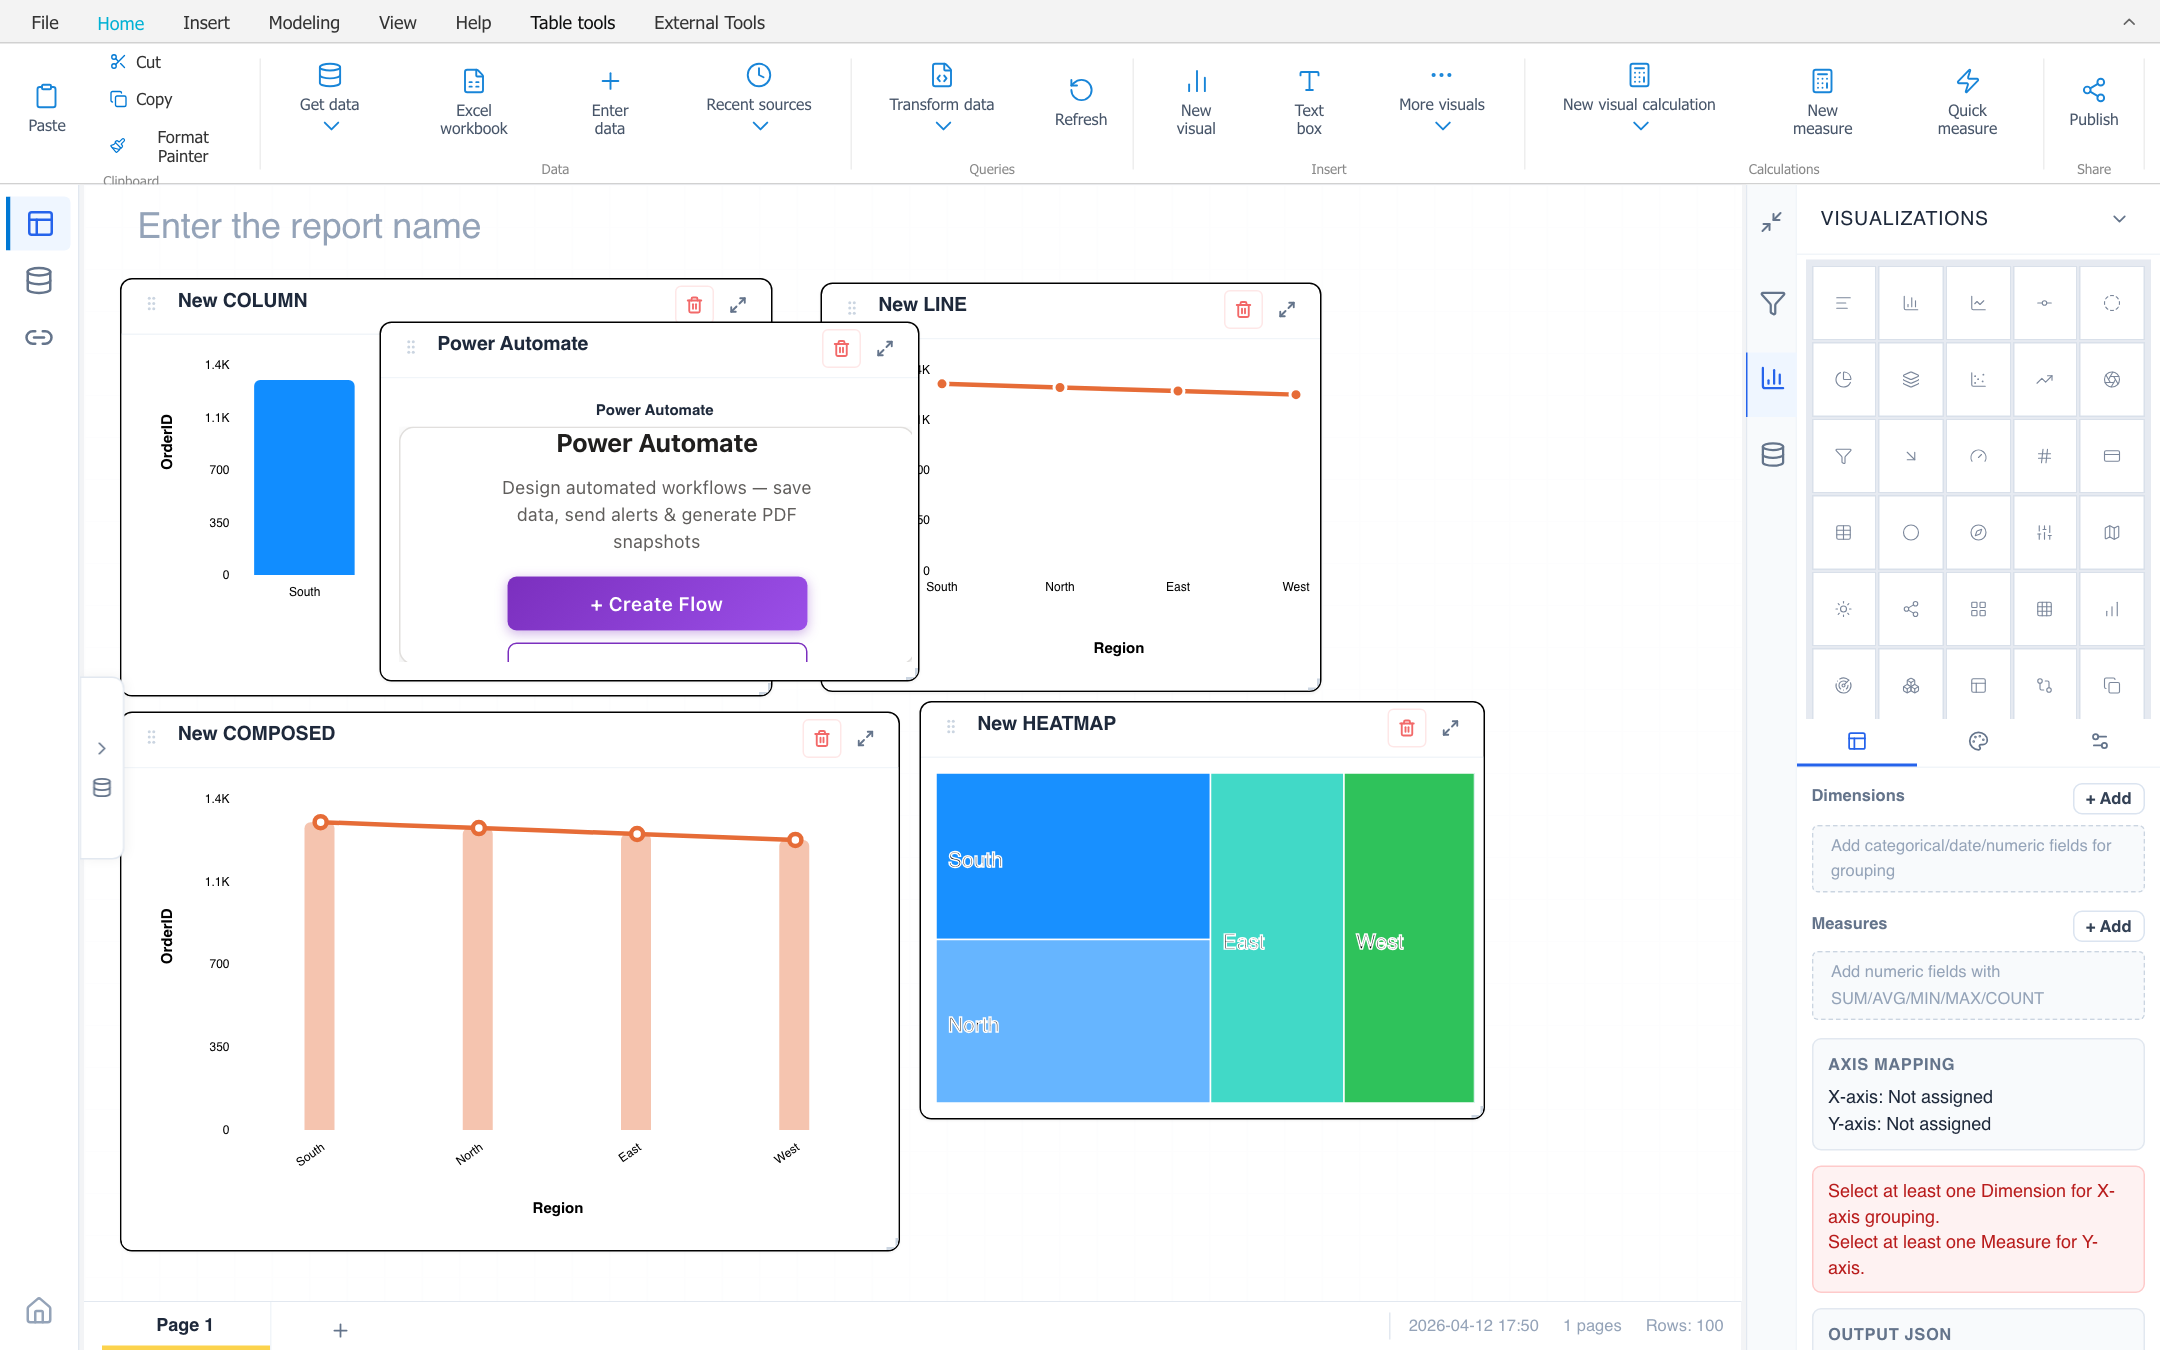 File Home Insert Modeling View Help Table tools External Tools
Paste
Cut
Copy
Format
Painter
Clipboard
Get data
Excel
workbook
Enter
data
Recent sources
Data
Transform data
Refresh
Queries
New
visual
Text
box
More visuals
Insert
New visual calculation
New
measure
Quick
measure
Calculations
Publish
Share
Enter the report name
New COLUMN
1.4K
1.1K
700
350
0
OrderID
South
Power Automate
Power Automate
Power Automate
Design automated workflows — save
data, send alerts & generate PDF
snapshots
+ Create Flow
New LINE
0
South North East West
Region
New COMPOSED
1.4K
1.1K
700
350
0
OrderID
South North East West
Region
New HEATMAP
South
North
East
West
VISUALIZATIONS
Dimensions
+ Add
Add categorical/date/numeric fields for
grouping
Measures
+ Add
Add numeric fields with
SUM/AVG/MIN/MAX/COUNT
AXIS MAPPING
X-axis: Not assigned
Y-axis: Not assigned
Select at least one Dimension for X-
axis grouping.
Select at least one Measure for Y-
axis.
OUTPUT JSON
Page 1
2026-04-12 17:50 1 pages Rows: 100